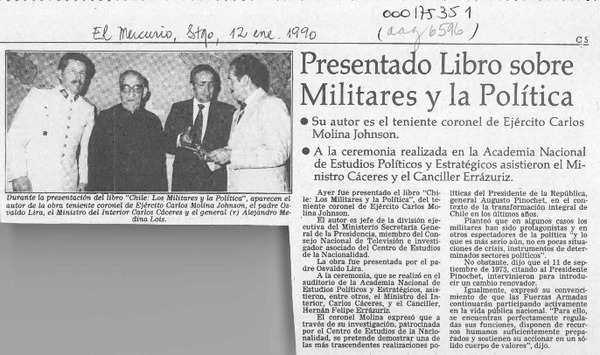 El Mercurio, Stgo, 12 ene. 1990
000175351
(aag 6596)
C 5
Presentado Libro sobre
Militares y la Política
● Su autor es el teniente coronel de Ejército Carlos
Molina Johnson.
● A la ceremonia realizada en la Academia Nacional
de Estudios Políticos y Estratégicos asistieron el Mi-
nistro Cáceres y el Canciller Errázuriz.
Durante la presentación del libro "Chile: Los Militares y la Política", aparecen el
autor de la obra teniente coronel de Ejército Carlos Molina Johnson, el padre Os-
valdo Lira, el Ministro del Interior Carlos Cáceres y el general (r) Alejandro Me-
dina Lois.
Ayer fue presentado el libro "Chi-
le: Los Militares y la Política", del te-
niente coronel de Ejército Carlos Mo-
lina Johnson.
El autor es jefe de la división ejecu-
tiva del Ministerio Secretaría General
de la Presidencia, miembro del Con-
sejo Nacional de Televisión e investi-
gador asociado del Centro de Estudios
de la Nacionalidad.
La obra fue presentada por el pa-
dre Osvaldo Lira.
A la ceremonia, que se realizó en el
auditorio de la Academia Nacional de
Estudios Políticos y Estratégicos, asis-
tieron, entre otros, el Ministro del In-
terior, Carlos Cáceres, y el Canciller,
Hernán Felipe Errázuriz.
El coronel Molina expresó que a
través de su investigación, patrocinada
por el Centro de Estudios de la Nacio-
nalidad, se pretende demostrar una de
las más trascendentes realizaciones po-
líticas del Presidente de la República,
general Augusto Pinochet, en el con-
texto de la transformación integral de
Chile en los últimos años.
Planteó que en algunos casos los
militares han sido protagonistas y en
otros espectadores de la política "y lo
que es más serio aún, no en pocas situa-
ciones de crisis, instrumentos de deter-
minados sectores políticos".
No obstante, dijo que el 11 de sep-
tiembre de 1973, citando al Presidente
Pinochet, intervinieron para introdu-
cir un cambio renovador.
Igualmente, expresó su convenci-
miento de que las Fuerzas Armadas
continuarán participando activamente
en la vida pública nacional. "Para ello,
se encuentran perfectamente regula-
das sus funciones, disponen de recur-
sos humanos suficientemente prepa-
rados y sostienen su accionar en un só-
lido cuerpo de valores", dijo.